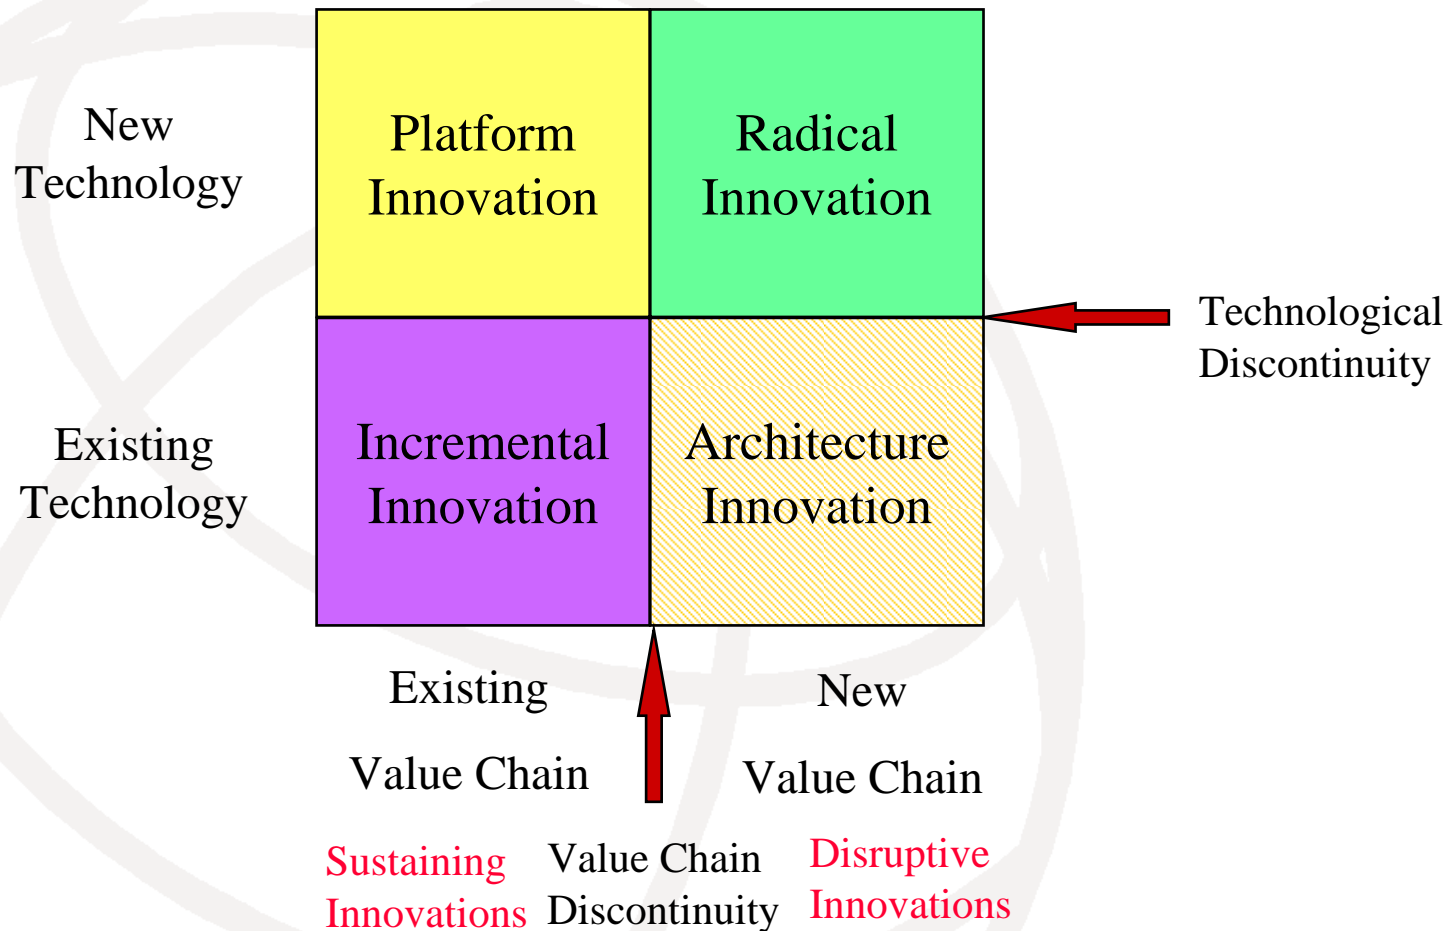 New
Technology
Platform
Innovation
Radical
Innovation
Technological
Discontinuity
Existing
Technology
Incremental
Innovation
Architecture
Innovation
Existing
Value Chain
New
Value Chain
Sustaining
Innovations
Value Chain
Discontinuity
Disruptive
Innovations